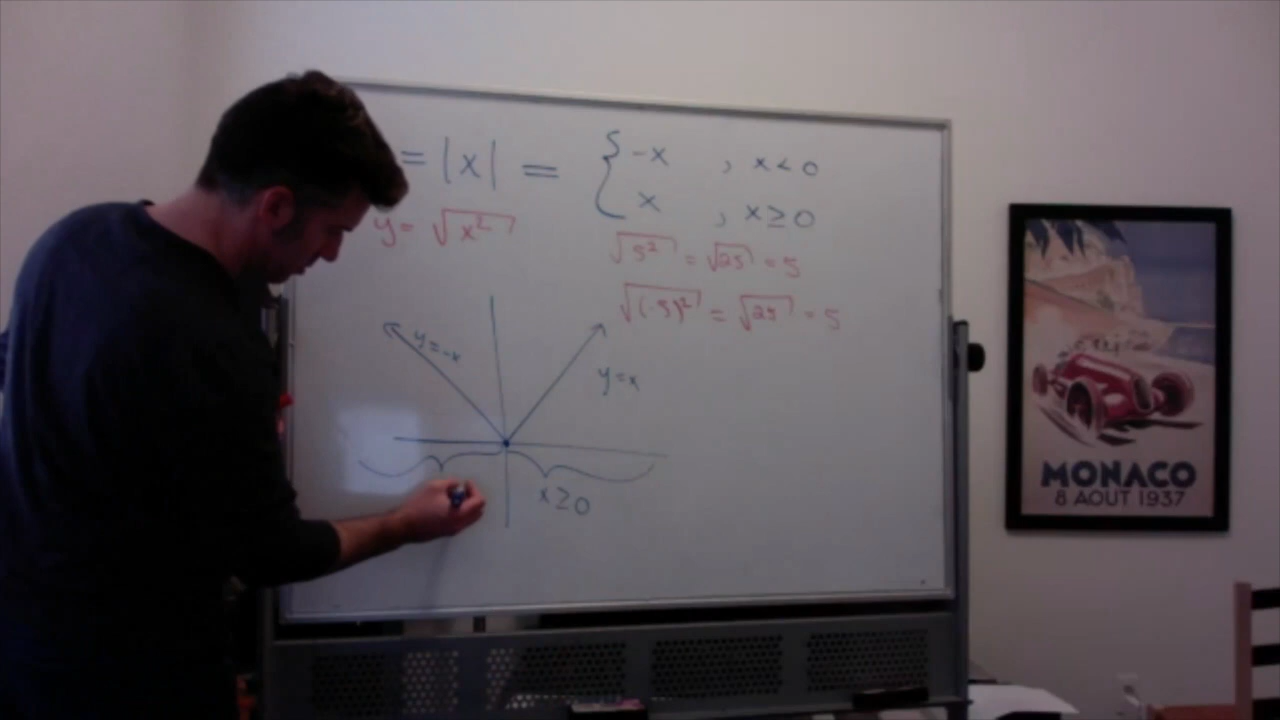 = |x| = { -x , x < 0
x , x ≥ 0
y = √x²
√5² = √25 = 5
√(-5)² = √25 = 5
y = -x
y = x
x ≥ 0
MONACO
8 AOUT 1937